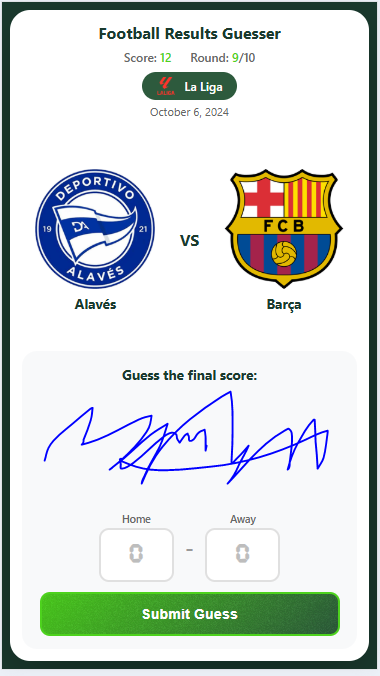 Football Results Guesser
Score: 12 Round: 9/10
LALIGA La Liga
October 6, 2024
DEPORTIVO
19 21
DA
ALAVÉS
VS
FCB
Alavés Barça
Guess the final score:
Home Away
0 - 0
Submit Guess